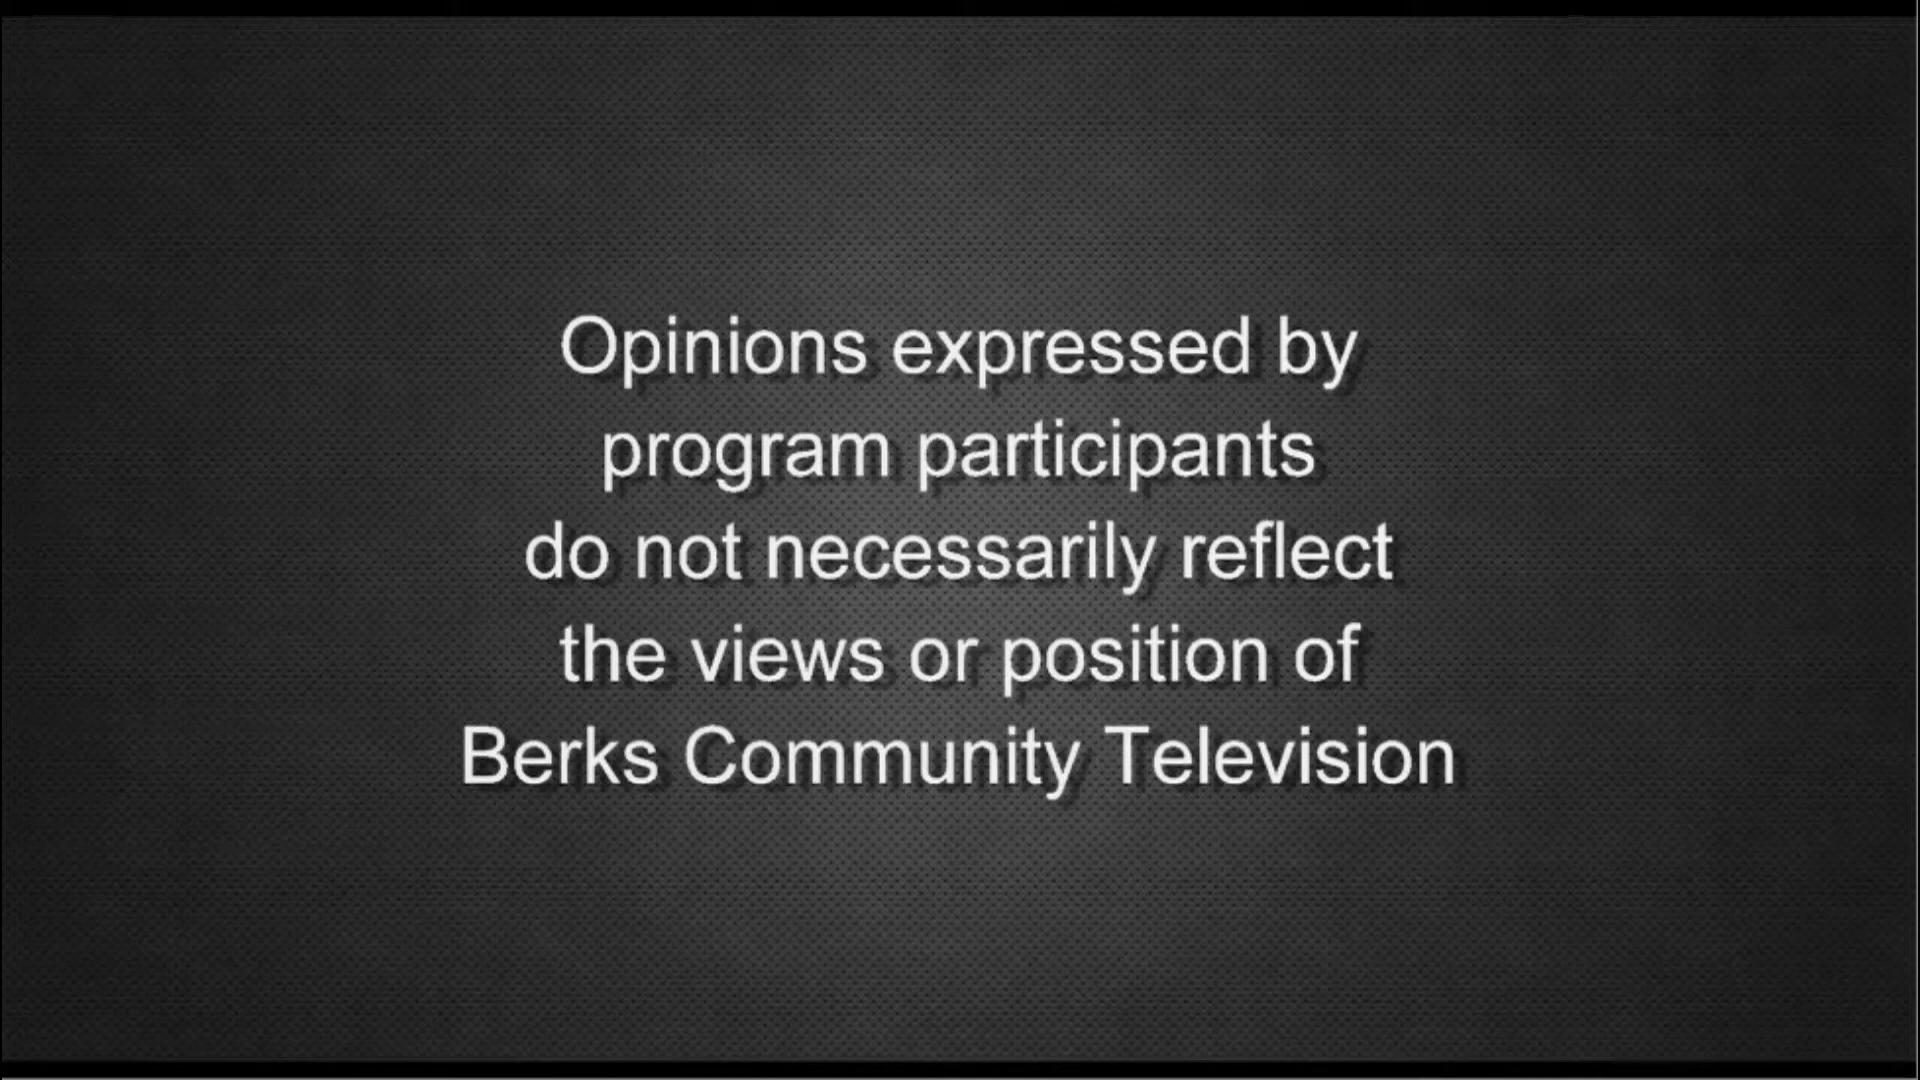 Opinions expressed by
program participants
do not necessarily reflect
the views or position of
Berks Community Television